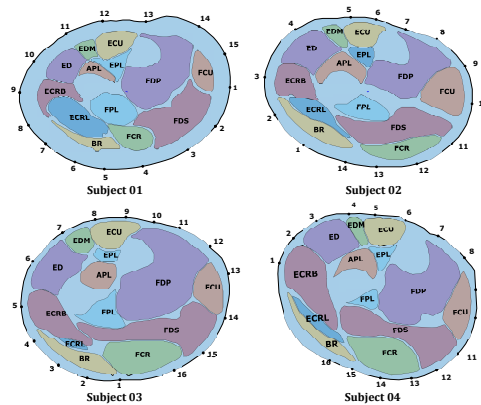 12 13 14
11 ECU
10 EDM 15
ED APL EPL FDP FCU
9 ECRB 1
ECRL FPL FDS 2
8 BR FCR
7 3
6 5 4
Subject 01
5 6
4 EDM ECU 7
ED EPL 8
APL FDP 9
3 ECRB FCU
2 ECRL FPL
BR FDS
1 FCR 11
14 13 12
Subject 02
8 9 10
7 EDM ECU 11
EPL 12
ED APL FDP 13
5 FCU
ECRB FPL 14
4 ECRL FDS
3 BR FCR 15
2 1 16
Subject 03
4 5 6
3 EDM ECU
2 ED EPL 7
1 APL 8
ECRB FPL FDP
FCU
ECRL FDS
BR FCR 11
16 15 14 12
Subject 04